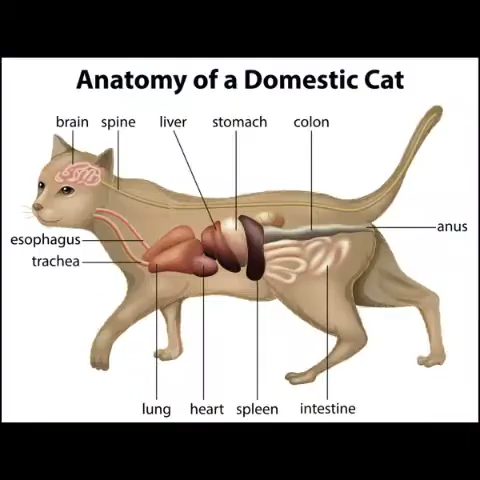 Anatomy of a Domestic Cat
brain spine liver stomach colon
anus
esophagus
trachea
lung heart spleen intestine